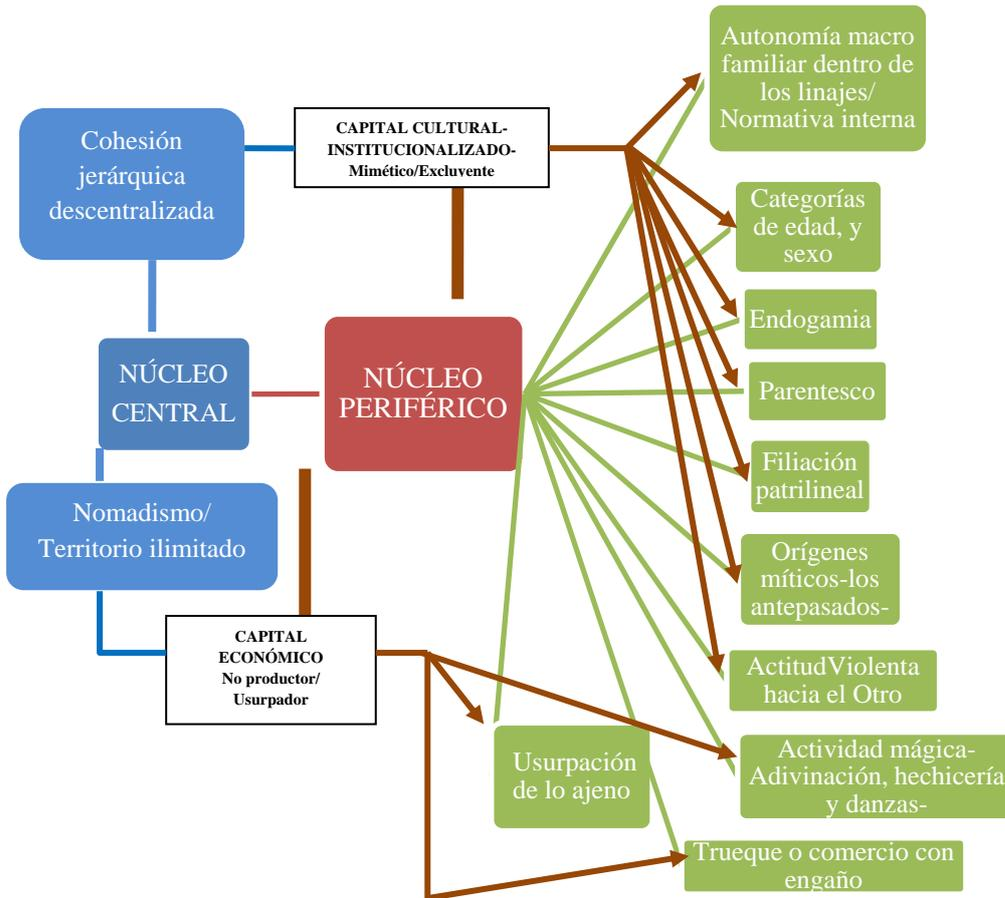 Autonomía macro
familiar dentro de
los linajes/
Normativa interna
Cohesión
jerárquica
descentralizada
CAPITAL CULTURAL-
INSTITUCIONALIZADO-
Mimético/Excluyente
Categorías
de edad, y
sexo
Endogamia
NÚCLEO
CENTRAL
NÚCLEO
PERIFÉRICO
Parentesco
Filiación
patrilineal
Nomadismo/
Territorio ilimitado
Orígenes
míticos-los
antepasados-
CAPITAL
ECONÓMICO
No productor/
Usurpador
ActitudViolenta
hacia el Otro
Usurpación
de lo ajeno
Actividad mágica-
Adivinación, hechicería
y danzas-
Trueque o comercio con
engaño